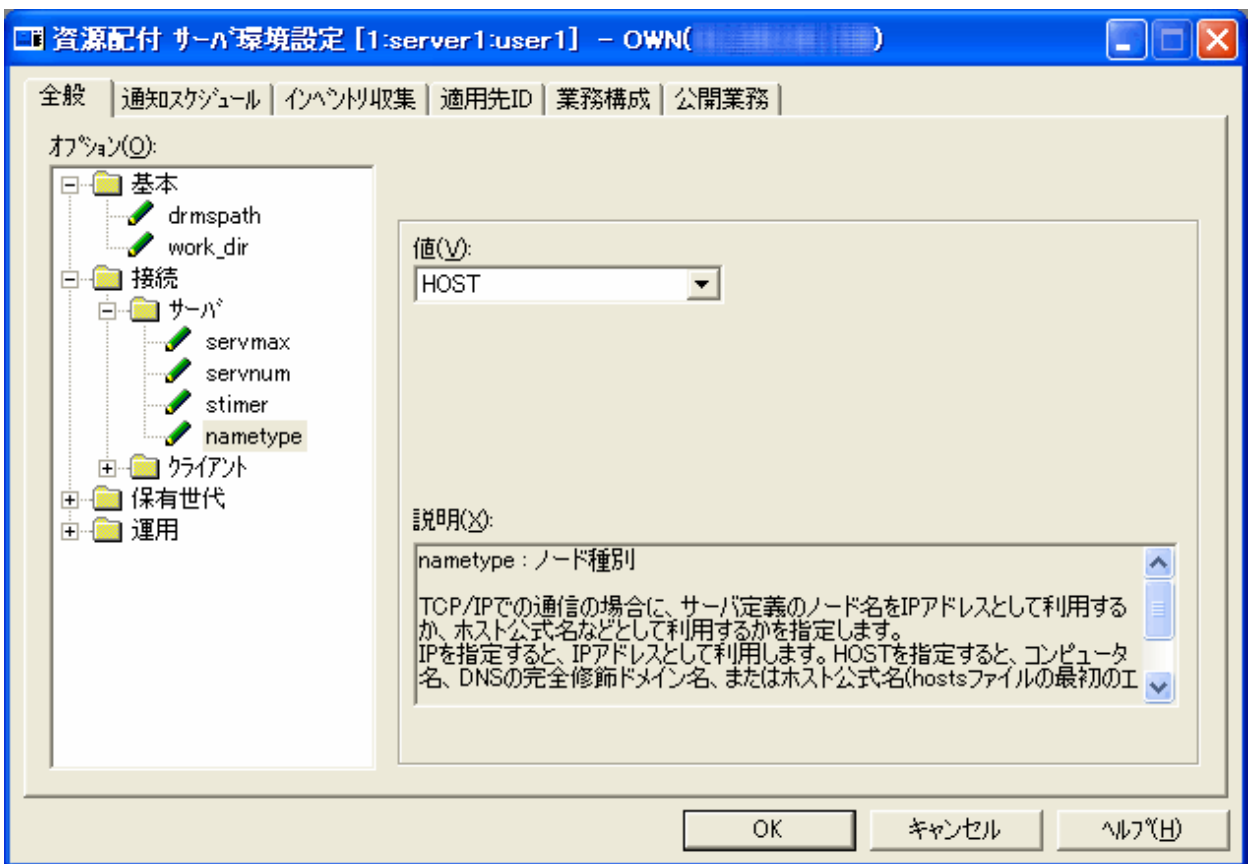 資源配付 サーバ環境設定 [1:server1:user1] - OWN( )
全般 通知スケジュール インベントリ収集 適用先ID 業務構成 公開業務
オプション(O):
基本
drmspath
work_dir
接続
サーバ
servmax
servnum
stimer
nametype
クライアント
保有世代
運用
値(V):
HOST
説明(X):
nametype : ノード種別
TCP/IPでの通信の場合に、サーバ定義のノード名をIPアドレスとして利用する
か、ホスト公式名などとして利用するかを指定します。
IPを指定すると、IPアドレスとして利用します。HOSTを指定すると、コンピュータ
名、DNSの完全修飾ドメイン名、またはホスト公式名(hostsファイルの最初のエ
OK キャンセル ヘルプ(H)